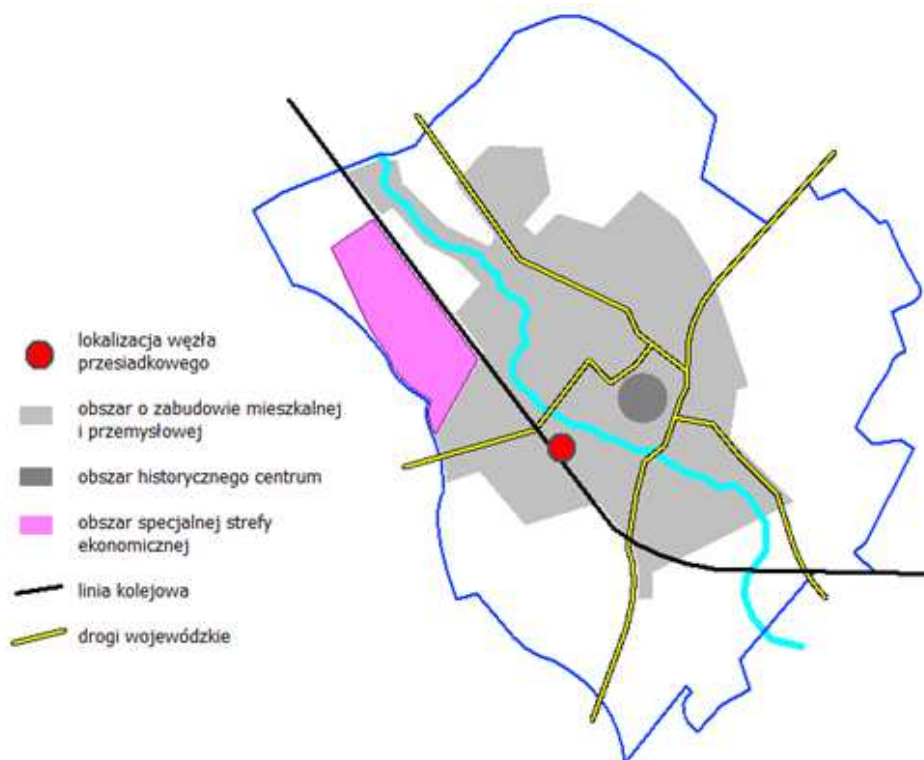 lokalizacja węzła
przesiadkowego
obszar o zabudowie mieszkalnej
i przemysłowej
obszar historycznego centrum
obszar specjalnej strefy
ekonomicznej
linia kolejowa
drogi wojewódzkie